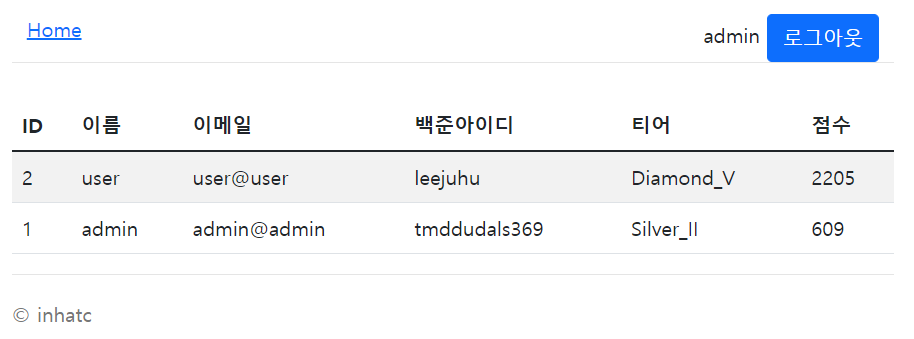 Home admin 로그아웃
ID 이름 이메일 백준아이디 티어 점수
2 user user@user leejuhu Diamond_V 2205
1 admin admin@admin tmddudals369 Silver_II 609
© inhatc